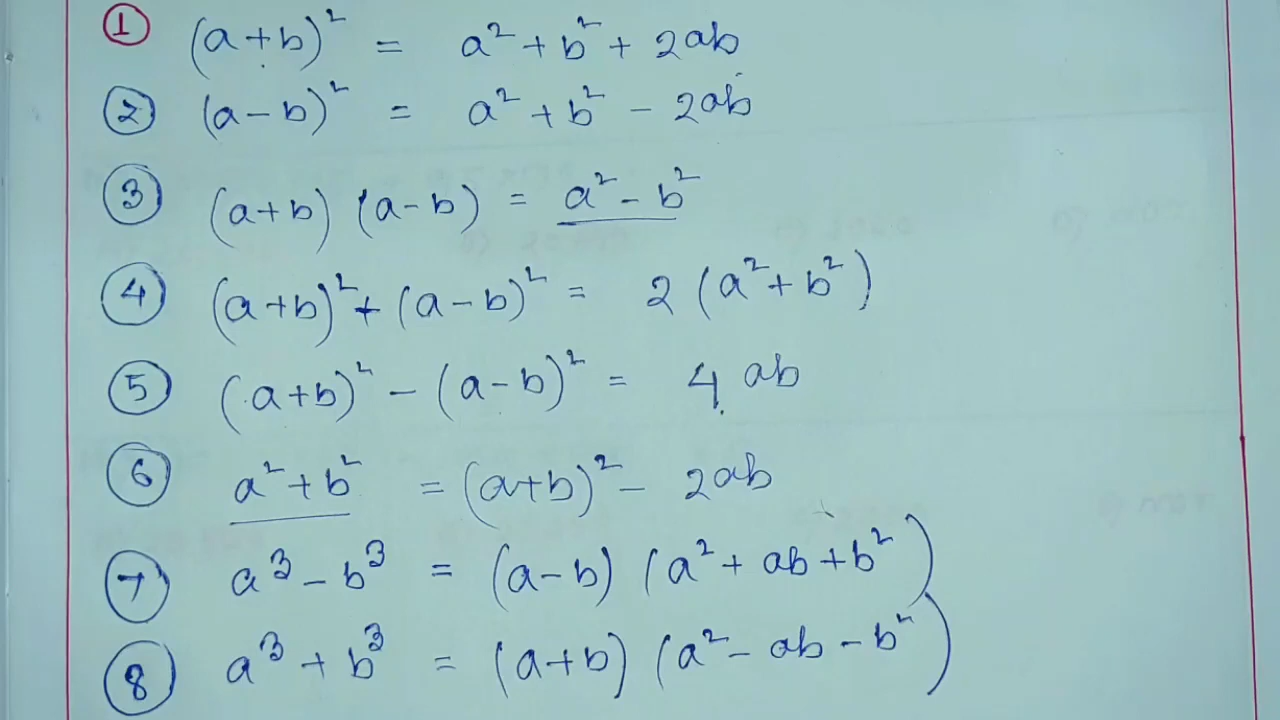 ① (a+b)² = a² + b² + 2ab
② (a-b)² = a² + b² - 2ab
③ (a+b) (a-b) = a² - b²
④ (a+b)² + (a-b)² = 2 (a² + b²)
⑤ (a+b)² - (a-b)² = 4 ab
⑥ a² + b² = (a+b)² - 2ab
⑦ a³ - b³ = (a-b) (a² + ab + b²)
⑧ a³ + b³ = (a+b) (a² - ab - b²)